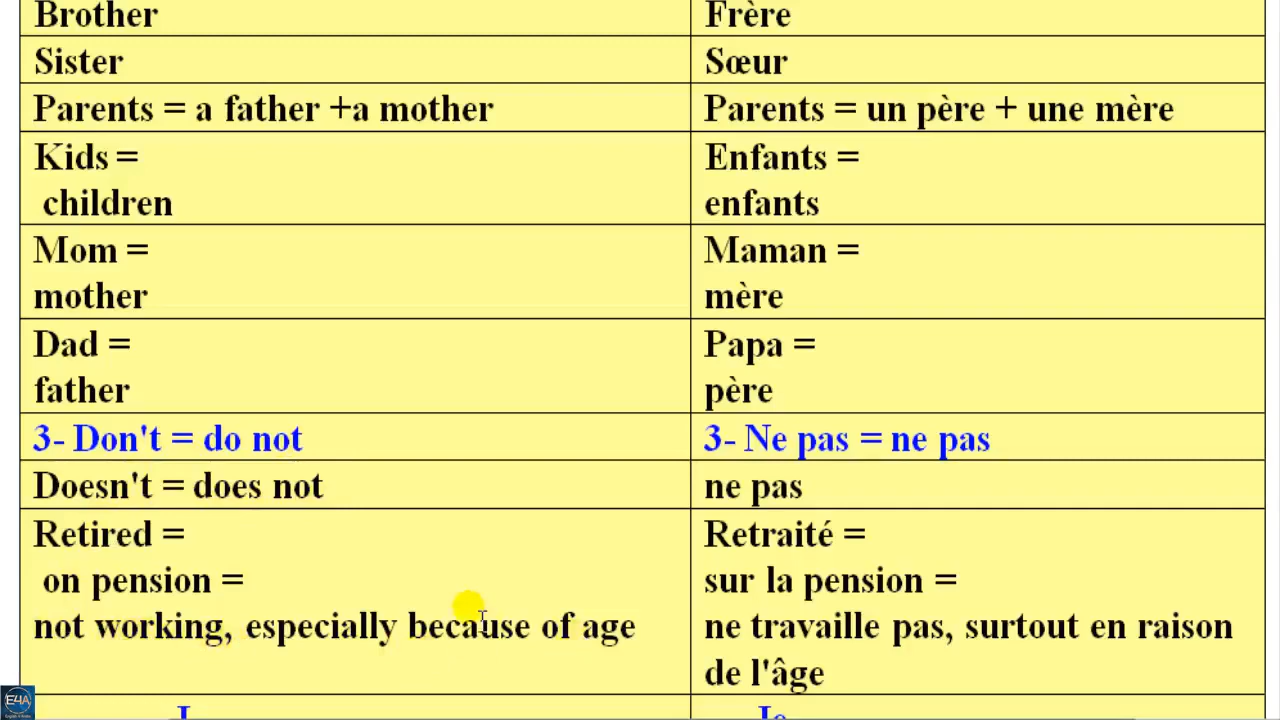 Brother
Frère
Sister
Sœur
Parents = a father +a mother
Parents = un père + une mère
Kids =
children
Enfants =
enfants
Mom =
mother
Maman =
mère
Dad =
father
Papa =
père
3- Don't = do not
3- Ne pas = ne pas
Doesn't = does not
ne pas
Retired =
on pension =
not working, especially because of age
Retraité =
sur la pension =
ne travaille pas, surtout en raison
de l'âge
E4A